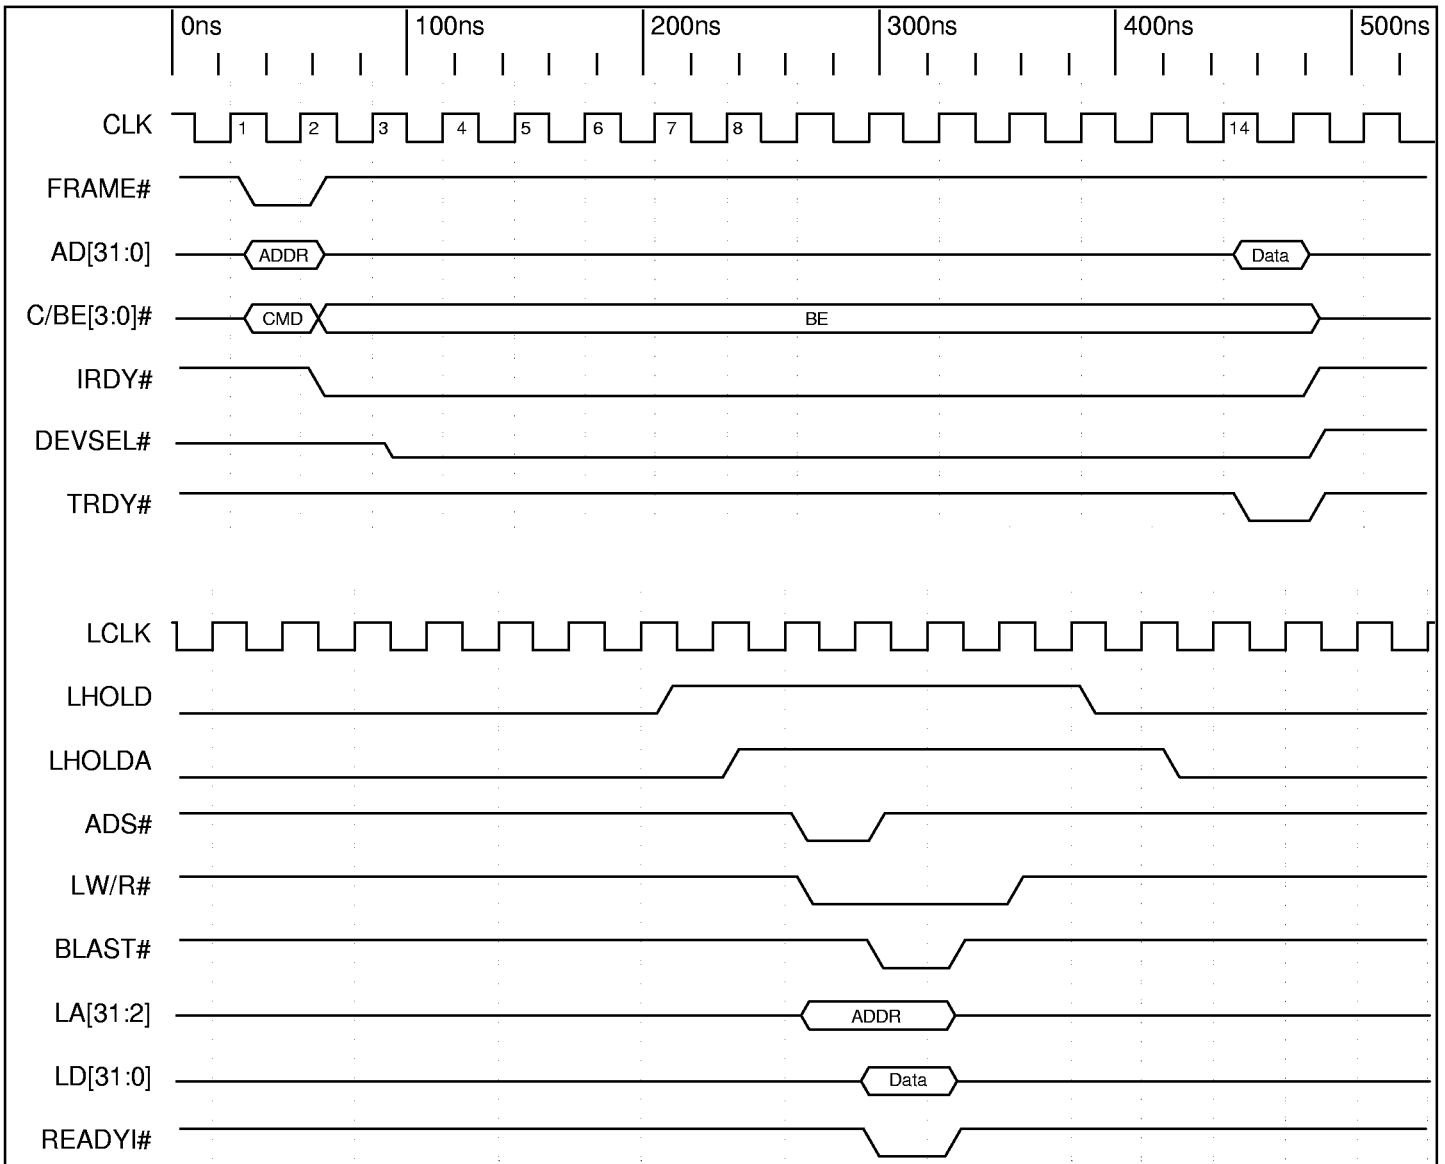 0ns 100ns 200ns 300ns 400ns 500ns
CLK 1 2 3 4 5 6 7 8 14
FRAME#
AD[31:0] ADDR Data
C/BE[3:0]# CMD BE
IRDY#
DEVSEL#
TRDY#
LCLK
LHOLD
LHOLDA
ADS#
LW/R#
BLAST#
LA[31:2] ADDR
LD[31:0] Data
READYI#